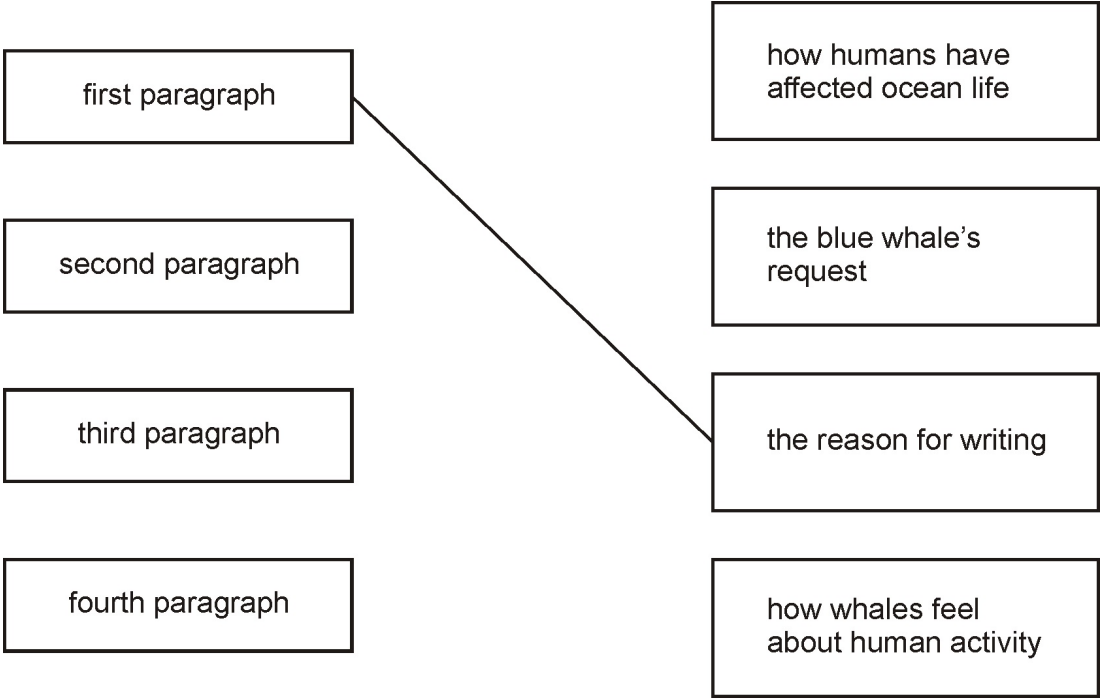 first paragraph
second paragraph
third paragraph
fourth paragraph
how humans have
affected ocean life
the blue whale’s
request
the reason for writing
how whales feel
about human activity